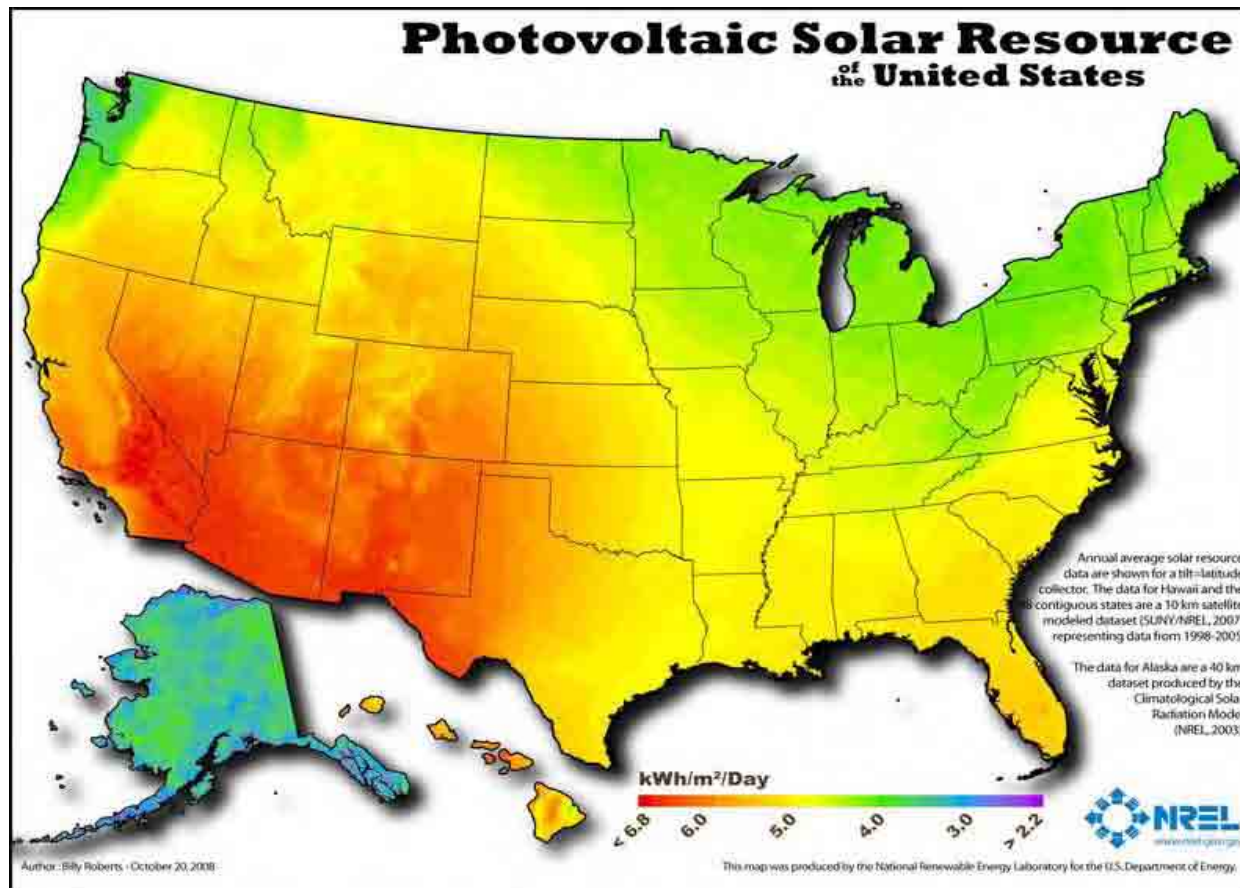 Photovoltaic Solar Resource
of the United States
Annual average solar resource
data are shown for a tilt=latitude
collector. The data for Hawaii and the
48 contiguous states are a 10 km satellite
modeled dataset (SUNY/NREL, 2007)
representing data from 1998-2005
The data for Alaska are a 40 km
dataset produced by the
Climatological Solar
Radiation Model
(NREL, 2003)
kWh/m²/Day
< 6.8
6.0
5.0
4.0
3.0
> 2.2
NREL
www.nrel.gov
Author : Billy Roberts - October 20, 2008
This map was produced by the National Renewable Energy Laboratory for the U.S. Department of Energy.